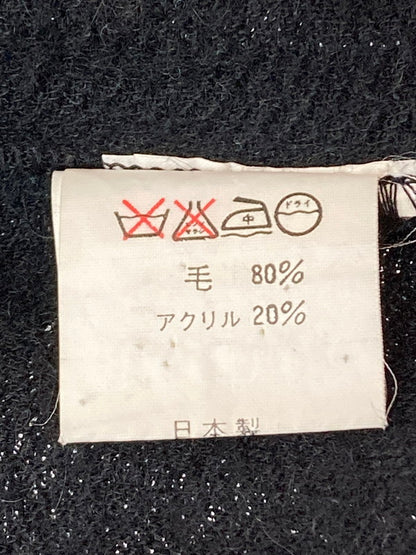 中 ドライ
毛 80%
アクリル 20%
日本製